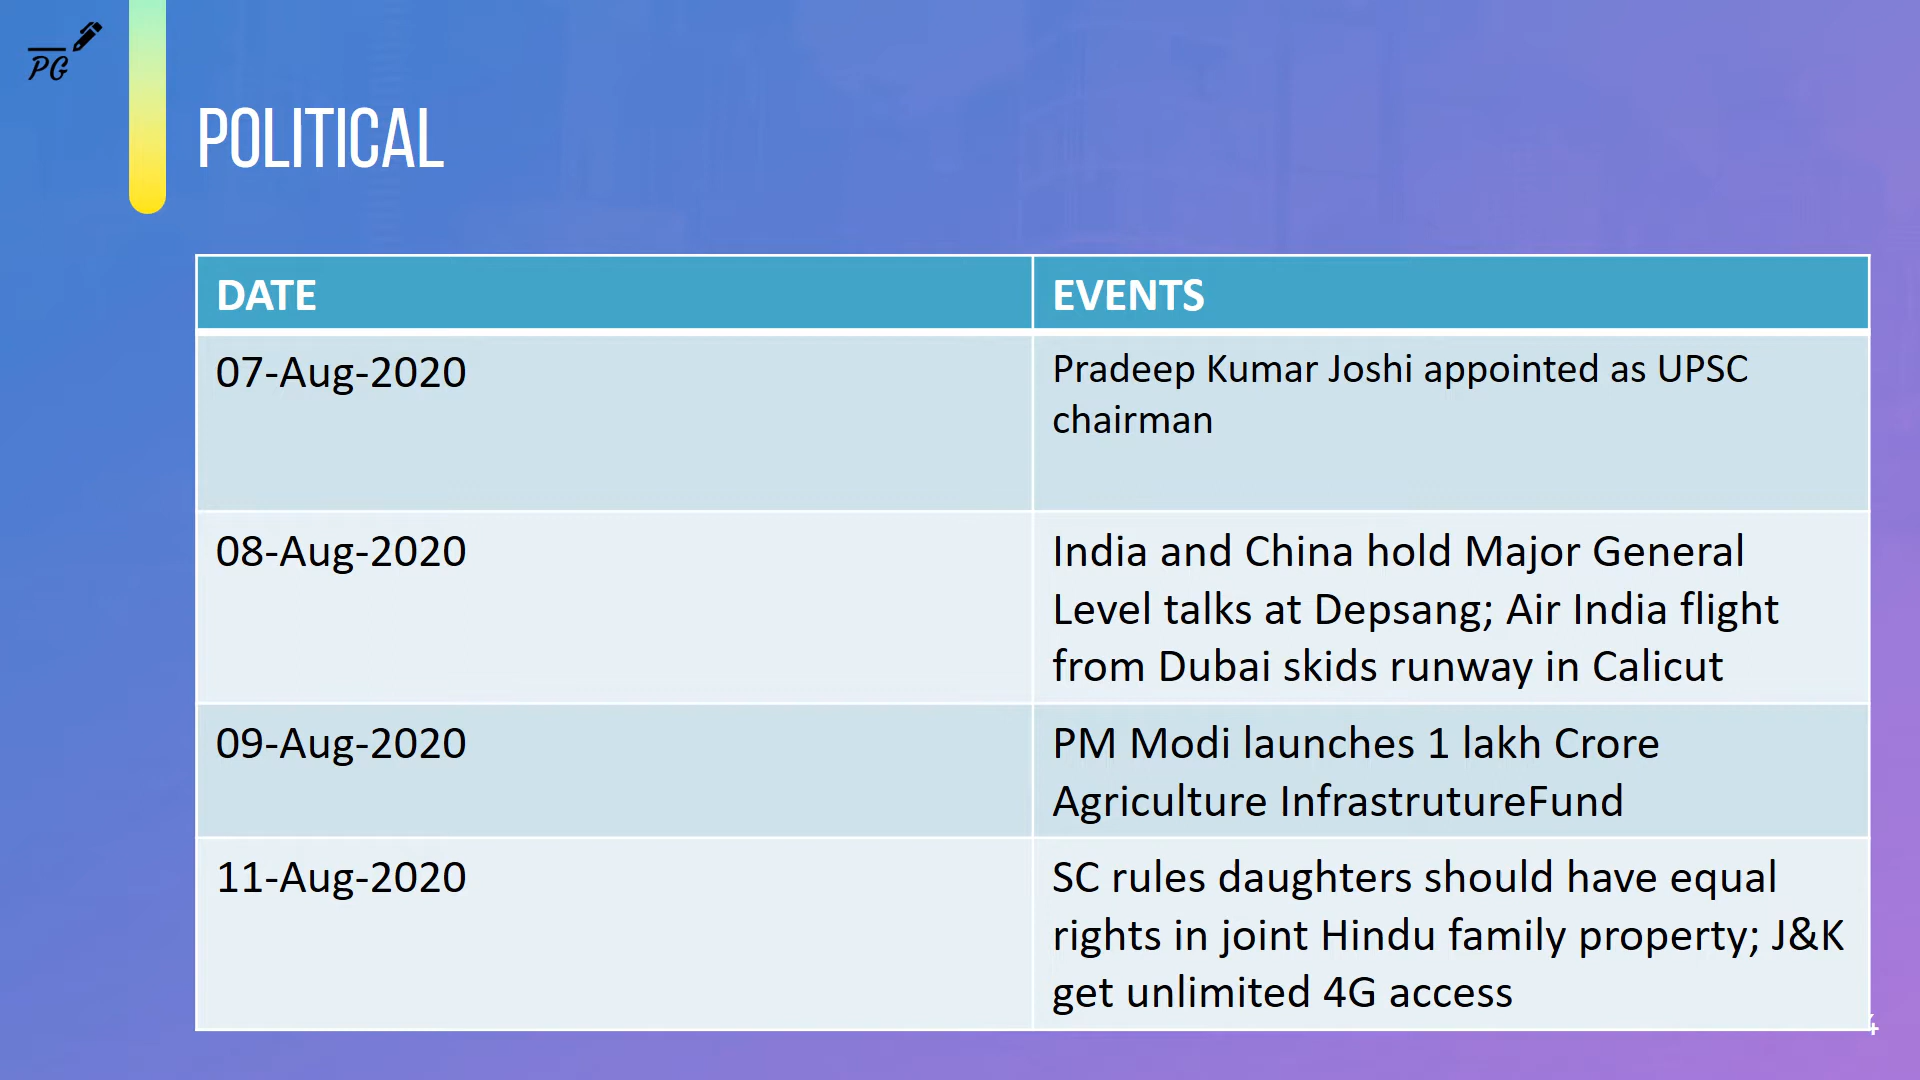 PG
POLITICAL
DATE
EVENTS
07-Aug-2020
Pradeep Kumar Joshi appointed as UPSC
chairman
08-Aug-2020
India and China hold Major General
Level talks at Depsang; Air India flight
from Dubai skids runway in Calicut
09-Aug-2020
PM Modi launches 1 lakh Crore
Agriculture InfrastrutureFund
11-Aug-2020
SC rules daughters should have equal
rights in joint Hindu family property; J&K
get unlimited 4G access
4